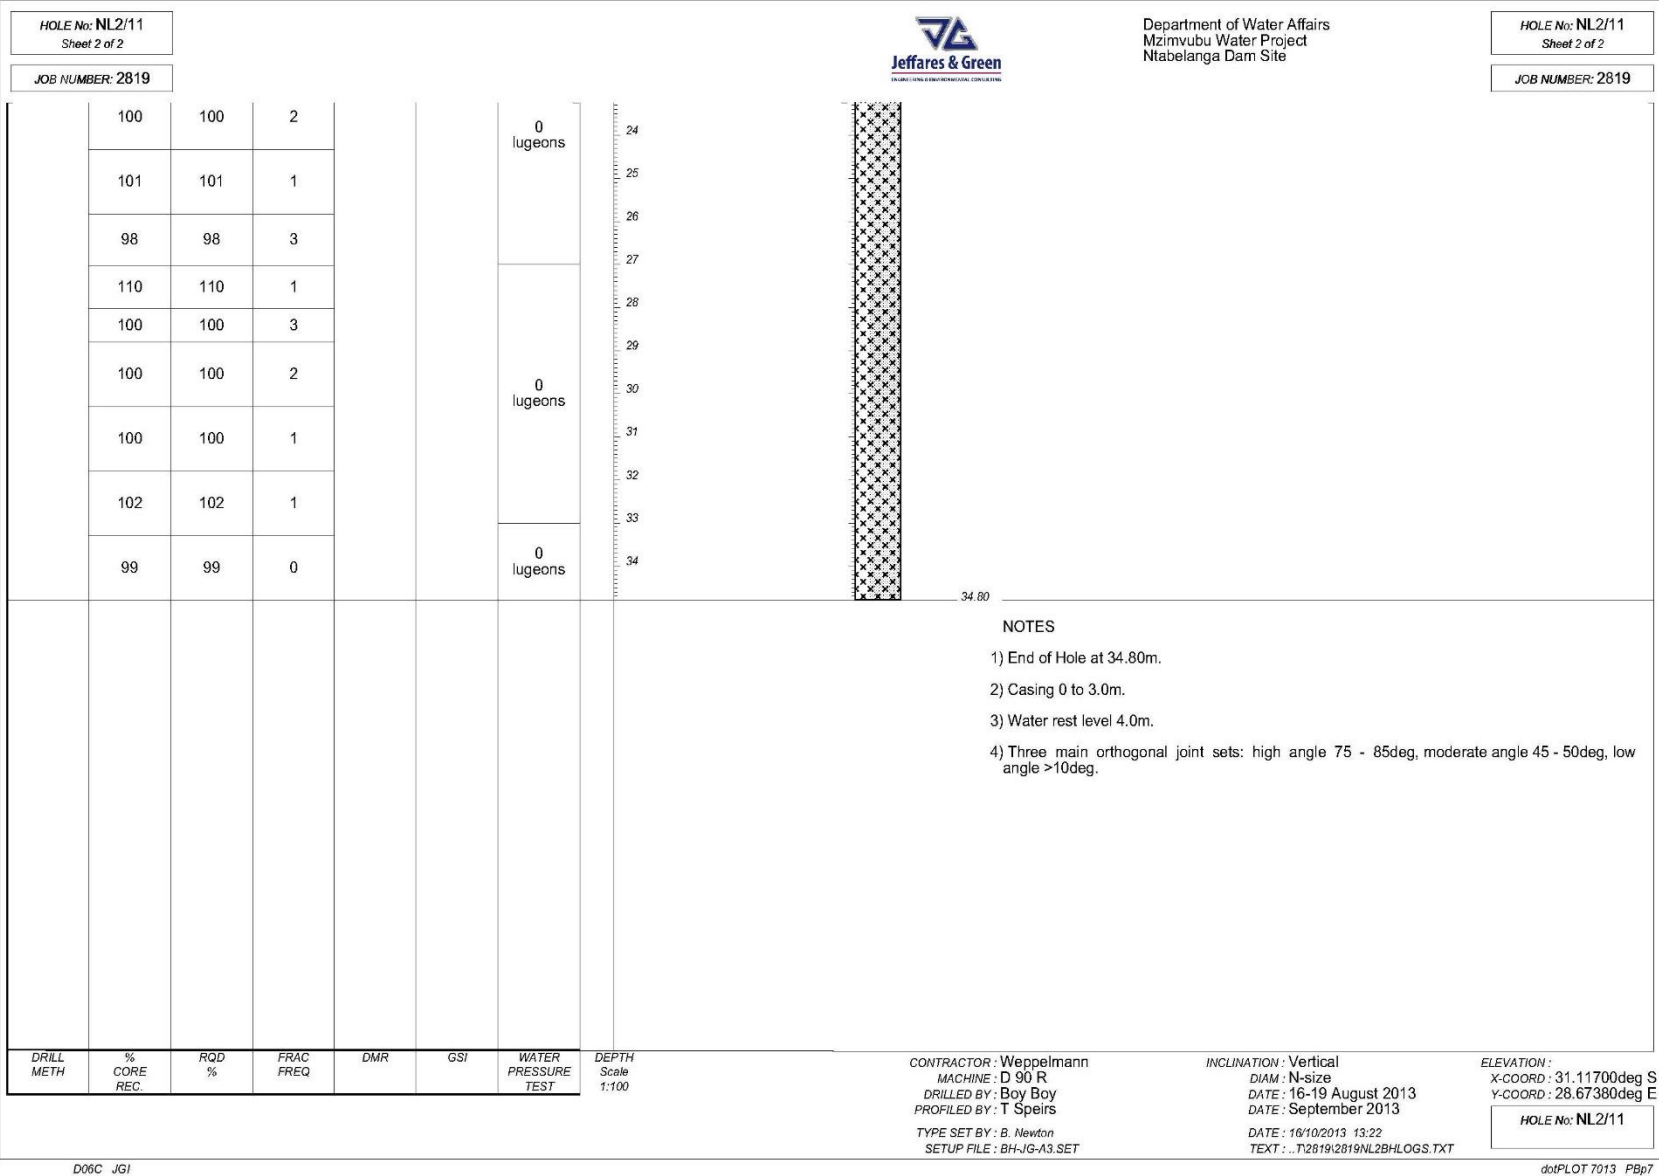 HOLE No: NL2/11
Sheet 2 of 2
JOB NUMBER: 2819
JG
Jeffares & Green
ENGINEERING & ENVIRONMENTAL CONSULTING
Department of Water Affairs
Mzimvubu Water Project
Ntabelanga Dam Site
HOLE No: NL2/11
Sheet 2 of 2
JOB NUMBER: 2819
100 100 2
0
lugeons
24
25
101 101 1
26
98 98 3
27
110 110 1
28
100 100 3
29
100 100 2
0
lugeons
30
31
100 100 1
32
102 102 1
33
0
lugeons
99 99 0
34
34.80
NOTES
1) End of Hole at 34.80m.
2) Casing 0 to 3.0m.
3) Water rest level 4.0m.
4) Three main orthogonal joint sets: high angle 75 - 85deg, moderate angle 45 - 50deg, low
angle >10deg.
DRILL METH
% CORE REC.
RQD %
FRAC FREQ
DMR
GSI
WATER PRESSURE TEST
DEPTH Scale 1:100
CONTRACTOR : Weppelmann
MACHINE : D 90 R
DRILLED BY : Boy Boy
PROFILED BY : T Speirs
TYPE SET BY : B. Newton
SETUP FILE : BH-JG-A3.SET
INCLINATION : Vertical
DIAM : N-size
DATE : 16-19 August 2013
DATE : September 2013
DATE : 16/10/2013 13:22
TEXT : ..T\2819\2819NL2BHLOGS.TXT
ELEVATION :
X-COORD : 31.11700deg S
Y-COORD : 28.67380deg E
HOLE No: NL2/11
D06C JGI
dotPLOT 7013 PBp7